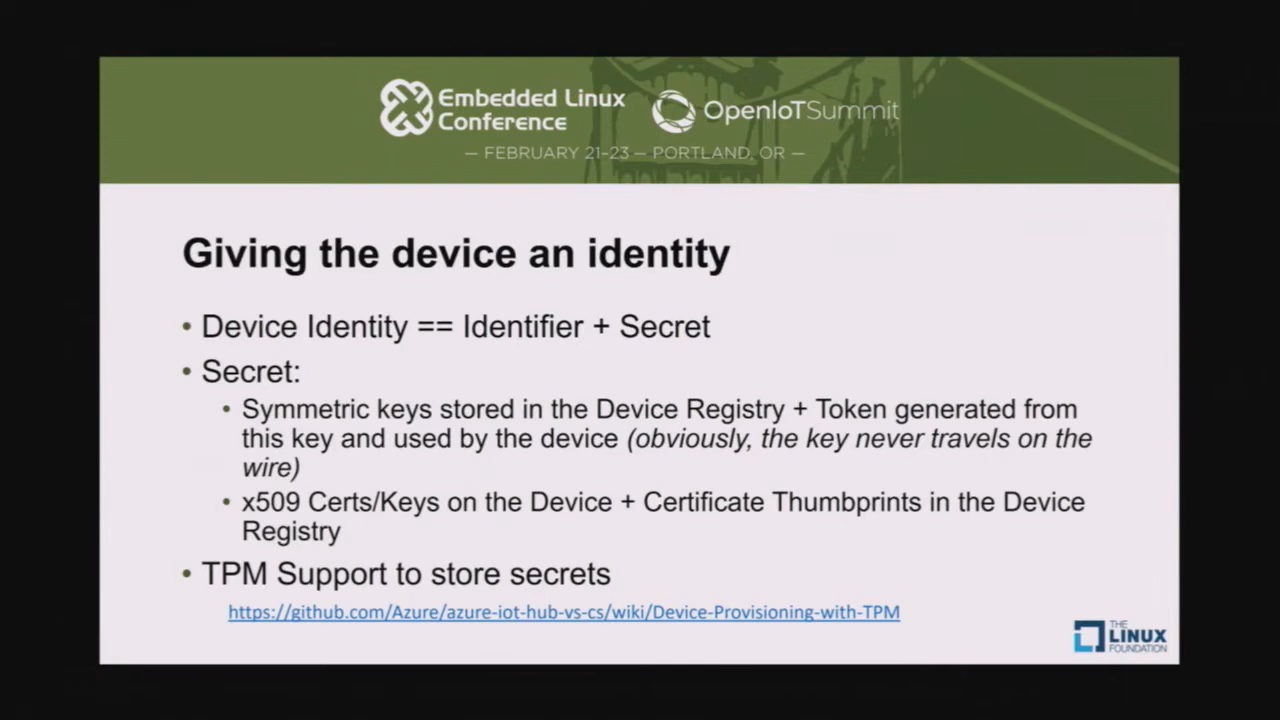 Embedded Linux
Conference
OpenIoTSummit
— FEBRUARY 21-23 — PORTLAND, OR —
Giving the device an identity
• Device Identity == Identifier + Secret
• Secret:
• Symmetric keys stored in the Device Registry + Token generated from
this key and used by the device (obviously, the key never travels on the
wire)
• x509 Certs/Keys on the Device + Certificate Thumbprints in the Device
Registry
• TPM Support to store secrets
https://github.com/Azure/azure-iot-hub-vs-cs/wiki/Device-Provisioning-with-TPM
THE
LINUX
FOUNDATION